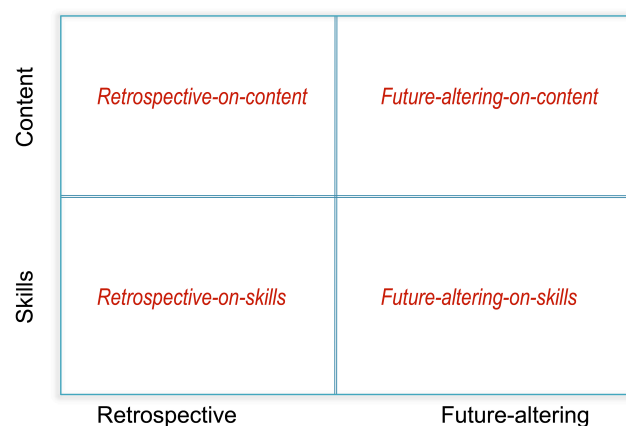 Content
Retrospective-on-content
Future-altering-on-content
Skills
Retrospective-on-skills
Future-altering-on-skills
Retrospective
Future-altering